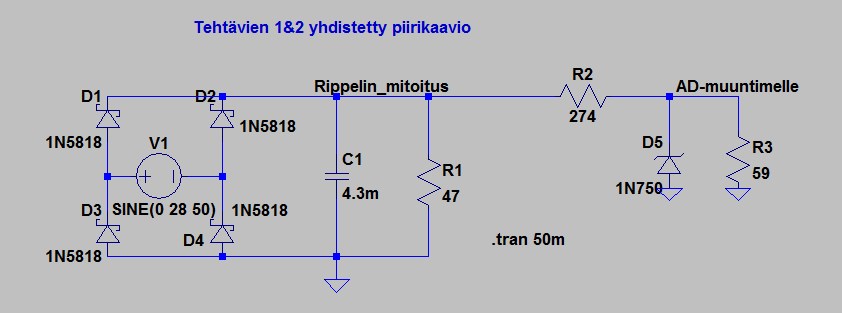 Tehtävien 1&2 yhdistetty piirikaavio
R2
D1
D2
Rippelin_mitoitus
AD-muuntimelle
274
1N5818
V1
1N5818
D5
R3
C1
R1
4.3m
47
1N750
59
D3
SINE(0 28 50)
1N5818
D4
.tran 50m
1N5818